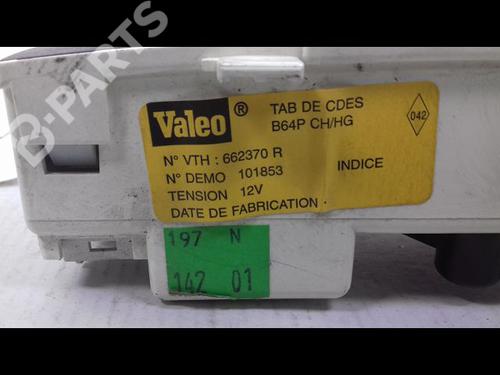 B-PARTS
Valeo ®
TAB DE CDES
B64P CH/HG
042
N° VTH : 662370 R
N° DEMO 101853
INDICE
TENSION 12V
DATE DE FABRICATION .
197 N
142 01